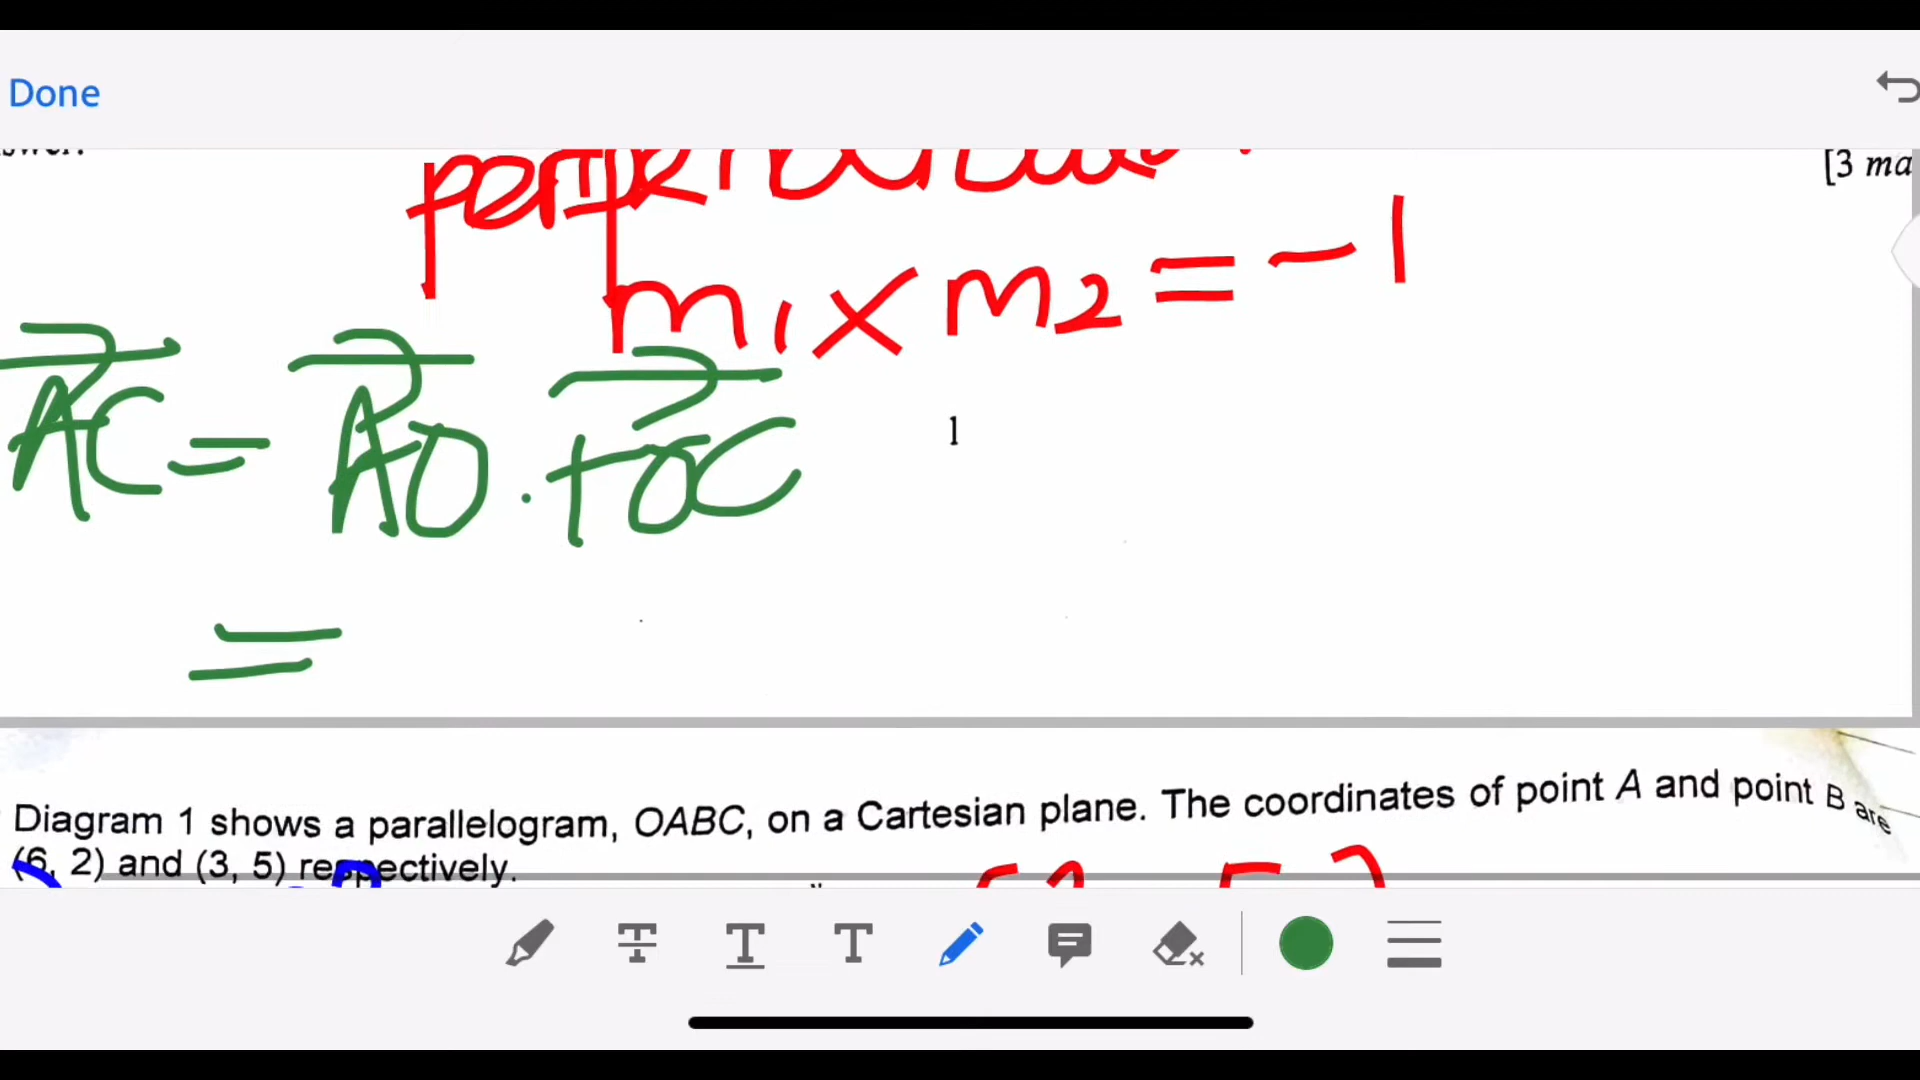 Done
[3 ma
m1 × m2 = -1
AC = AO + OC
1
=
Diagram 1 shows a parallelogram, OABC, on a Cartesian plane. The coordinates of point A and point B are
(6, 2) and (3, 5) respectively.
T T T